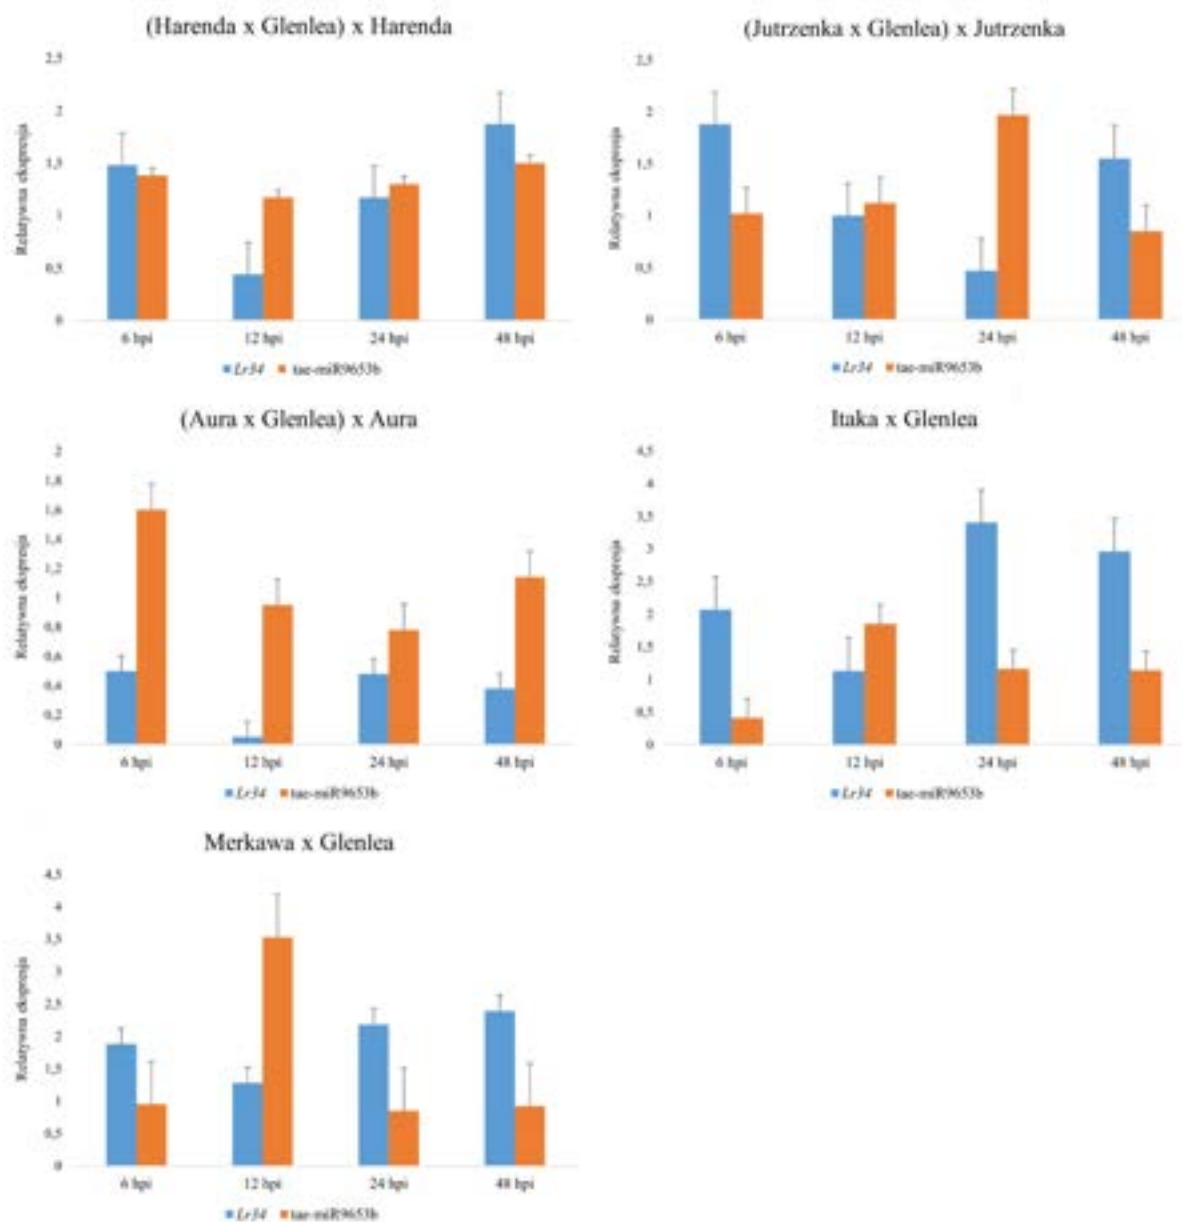 (Harenda x Glenlea) x Harenda
Relatywna ekspresja
2,5
2
1,5
1
0,5
0
6 hpi 12 hpi 24 hpi 48 hpi
Lr34 tae-miR9653b
(Jutrzenka x Glenlea) x Jutrzenka
Relatywna ekspresja
2,5
2
1,5
1
0,5
0
6 hpi 12 hpi 24 hpi 48 hpi
Lr34 tae-miR9653b
(Aura x Glenlea) x Aura
Relatywna ekspresja
2
1,8
1,6
1,4
1,2
1
0,8
0,6
0,4
0,2
0
6 hpi 12 hpi 24 hpi 48 hpi
Lr34 tae-miR9653b
Itaka x Glenlea
Relatywna ekspresja
4,5
4
3,5
3
2,5
2
1,5
1
0,5
0
6 hpi 12 hpi 24 hpi 48 hpi
Lr34 tae-miR9653b
Merkawa x Glenlea
Relatywna ekspresja
4,5
4
3,5
3
2,5
2
1,5
1
0,5
0
6 hpi 12 hpi 24 hpi 48 hpi
Lr34 tae-miR9653b